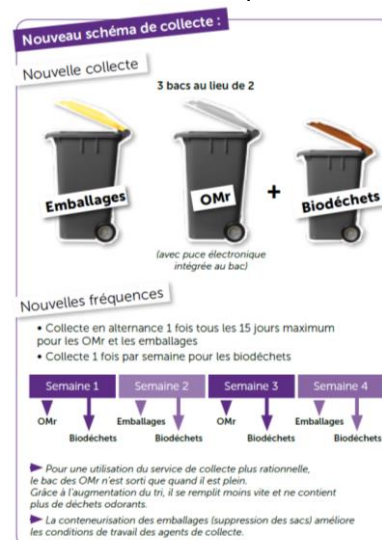 Nouveau schéma de collecte :
Nouvelle collecte
3 bacs au lieu de 2
Emballages
OMr
+
Biodéchets
(avec puce électronique
intégrée au bac)
Nouvelles fréquences
• Collecte en alternance 1 fois tous les 15 jours maximum
pour les OMr et les emballages
• Collecte 1 fois par semaine pour les biodéchets
Semaine 1 Semaine 2 Semaine 3 Semaine 4
OMr Emballages OMr Emballages
Biodéchets Biodéchets Biodéchets Biodéchets
Pour une utilisation du service de collecte plus rationnelle,
le bac des OMr n'est sorti que quand il est plein.
Grâce à l'augmentation du tri, il se remplit moins vite et ne contient
plus de déchets odorants.
La conteneurisation des emballages (suppression des sacs) améliore
les conditions de travail des agents de collecte.